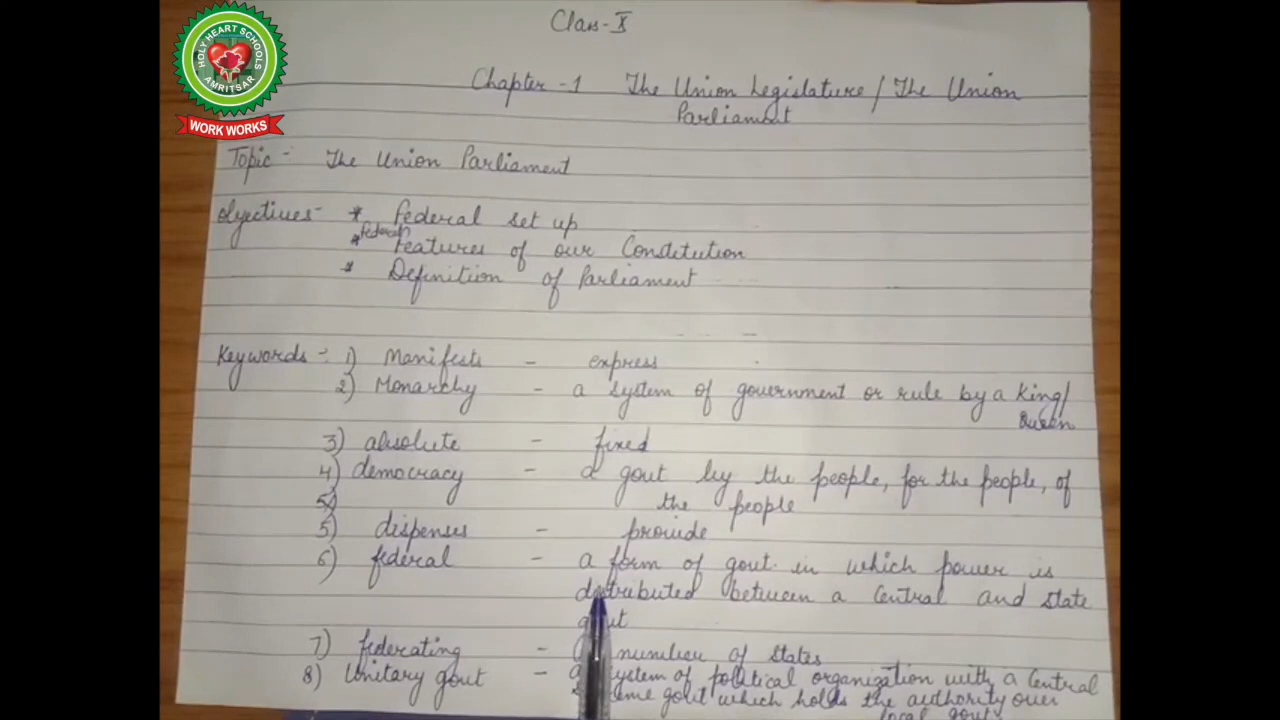 HOLY HEART SCHOOLS
AMRITSAR
WORK WORKS
Class-X
Chapter -1 The Union Legislature / The Union
Parliament
Topic - The Union Parliament
Objectives - * Federal set up
* Federal Features of our Constitution
* Definition of Parliament
Keywords :- 1) Manifests - express
2) Monarchy - a system of government or rule by a King/
Queen
3) absolute - fixed
4) democracy - a govt by the people, for the people, of
5) the people
5) dispenses - provide
6) federal - a form of govt. in which power is
distributed between a Central and state
govt
7) federating - number of states
8) Unitary govt - a system of political organization with a Central
govt which holds the authority over
local govt.